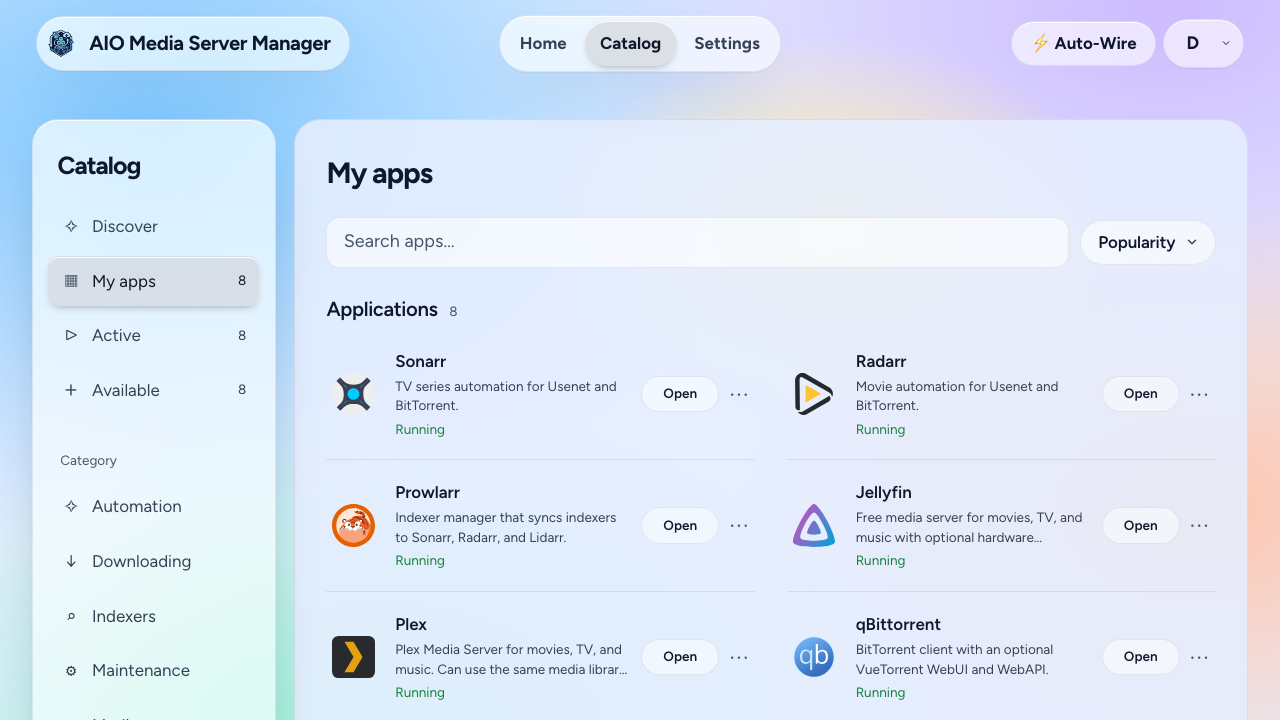 AIO Media Server Manager
Home
Catalog
Settings
⚡ Auto-Wire
D
Catalog
Discover
My apps 8
Active 8
Available 8
Category
Automation
Downloading
Indexers
Maintenance
My apps
Search apps...
Popularity
Applications 8
Sonarr
TV series automation for Usenet and
BitTorrent.
Running
Open
Radarr
Movie automation for Usenet and
BitTorrent.
Running
Open
Prowlarr
Indexer manager that syncs indexers
to Sonarr, Radarr, and Lidarr.
Running
Open
Jellyfin
Free media server for movies, TV, and
music with optional hardware...
Running
Open
Plex
Plex Media Server for movies, TV, and
music. Can use the same media librar...
Running
Open
qb
qBittorrent
BitTorrent client with an optional
VueTorrent WebUI and WebAPI.
Running
Open